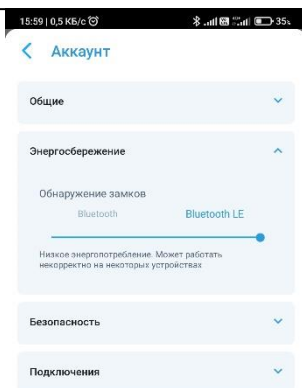 15:59 | 0,5 КБ/с
35%
Аккаунт
Общие
Энергосбережение
Обнаружение замков
Bluetooth Bluetooth LE
Низкое энергопотребление. Может работать
некорректно на некоторых устройствах
Безопасность
Подключения